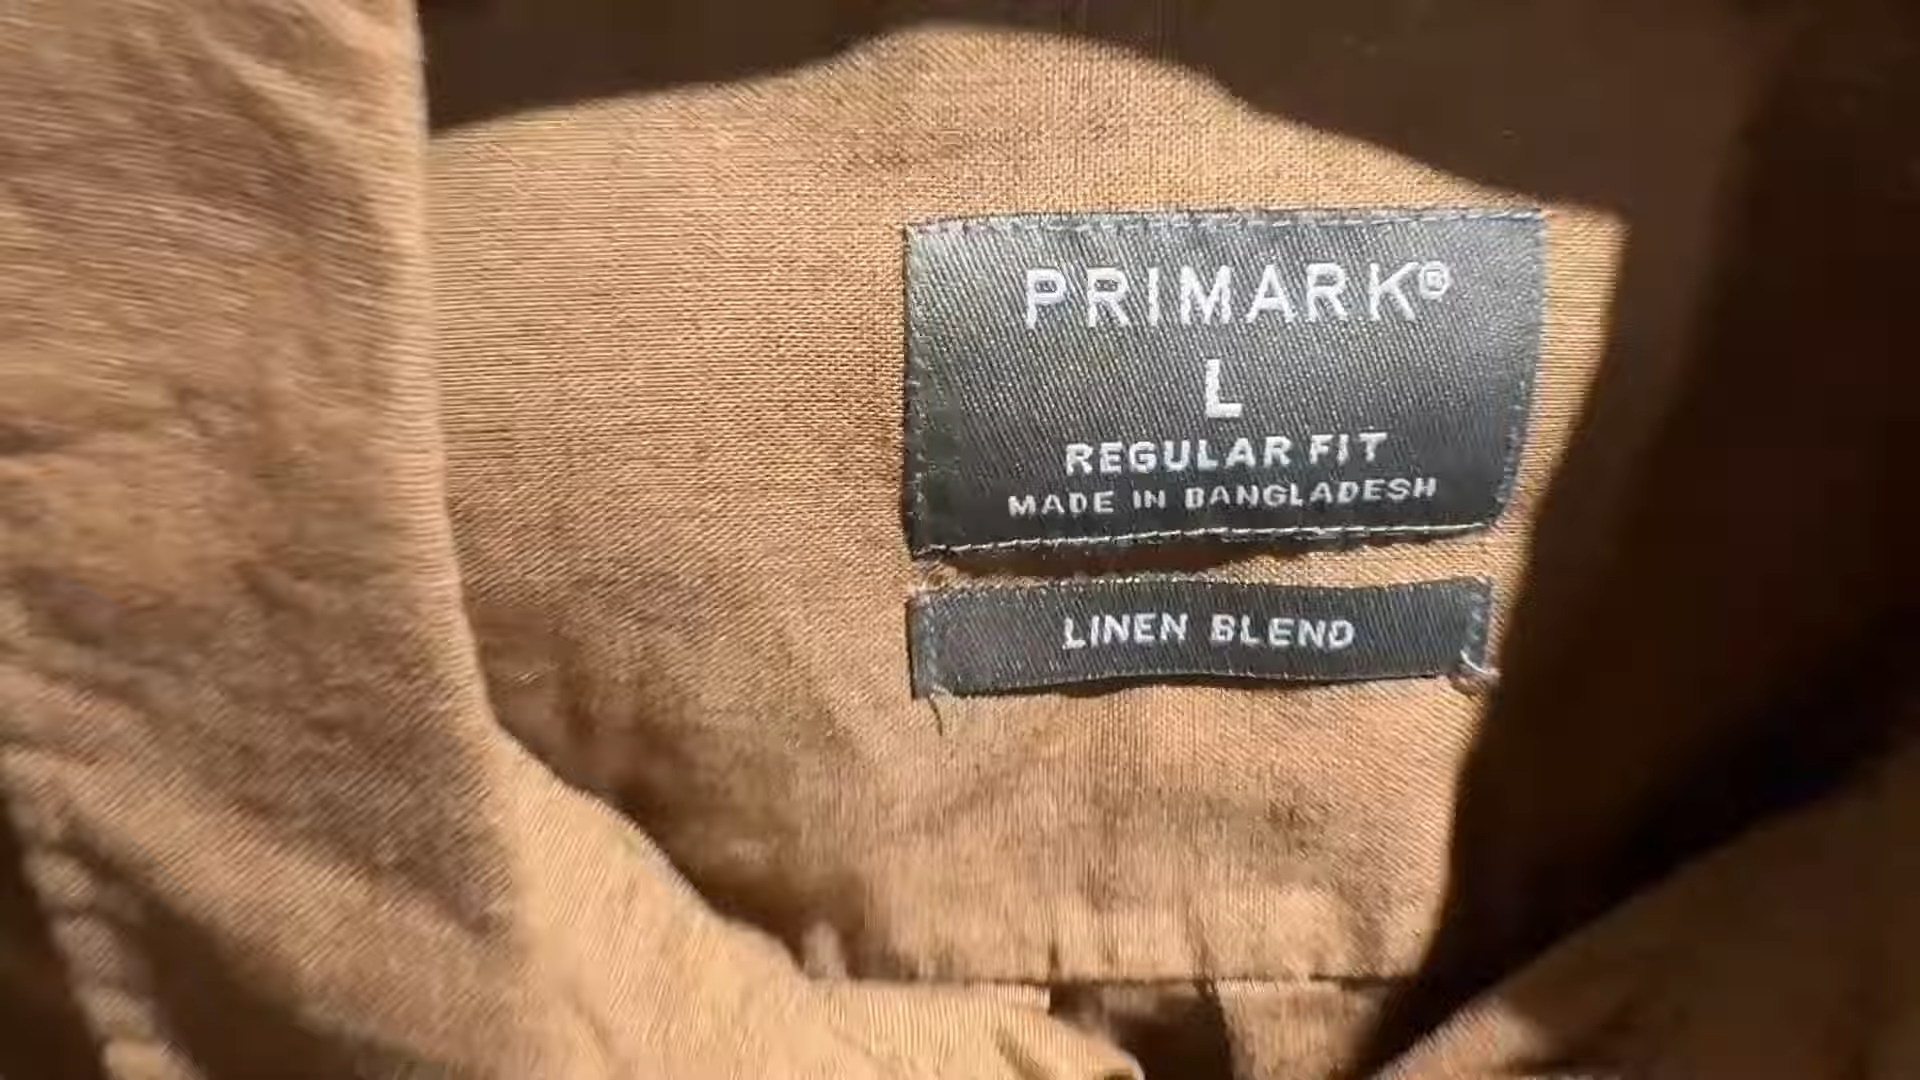 PRIMARK®
L
REGULAR FIT
MADE IN BANGLADESH
LINEN BLEND